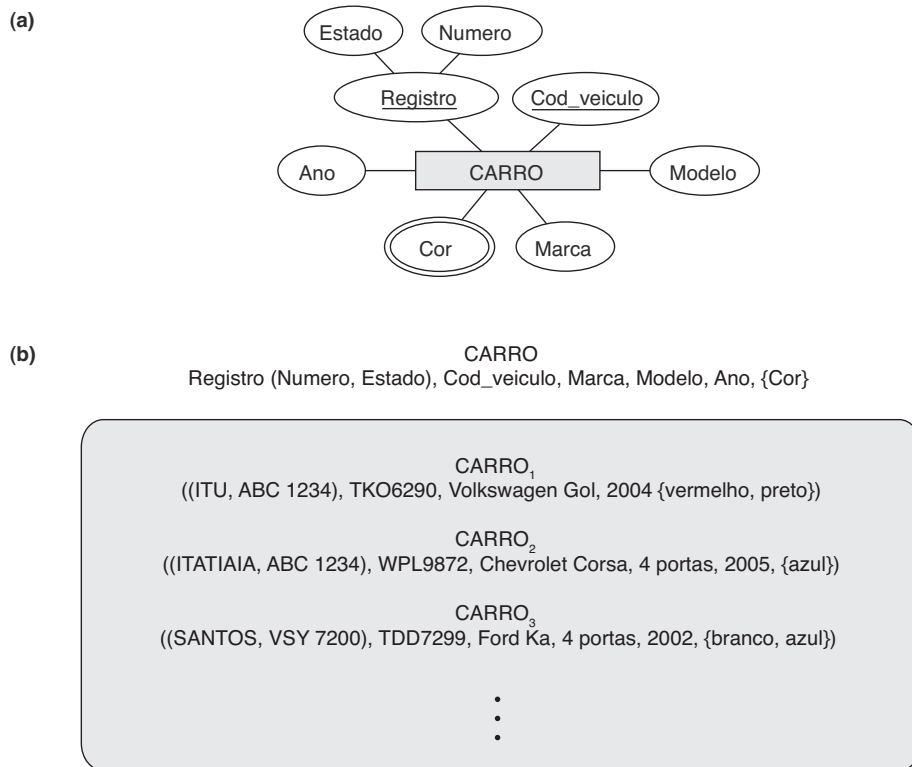 (a)
Estado
Numero
Registro
Cod_veiculo
Ano
CARRO
Modelo
Cor
Marca
(b)
CARRO
Registro (Numero, Estado), Cod_veiculo, Marca, Modelo, Ano, {Cor}
CARRO₁
((ITU, ABC 1234), TKO6290, Volkswagen Gol, 2004 {vermelho, preto})
CARRO₂
((ITATIAIA, ABC 1234), WPL9872, Chevrolet Corsa, 4 portas, 2005, {azul})
CARRO₃
((SANTOS, VSY 7200), TDD7299, Ford Ka, 4 portas, 2002, {branco, azul})